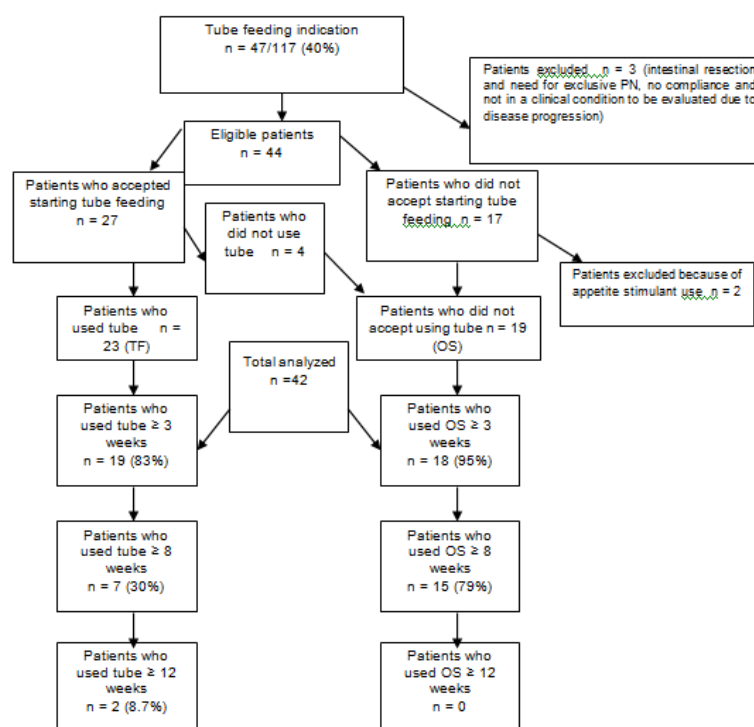 Tube feeding indication
n = 47/117 (40%)
Patients excluded n = 3 (intestinal resection
and need for exclusive PN, no compliance and
not in a clinical condition to be evaluated due to
disease progression)
Eligible patients
n = 44
Patients who accepted
starting tube feeding
n = 27
Patients who did not
accept starting tube
feeding n = 17
Patients who
did not use
tube n = 4
Patients excluded because of
appetite stimulant use n = 2
Patients who
used tube n =
23 (TF)
Patients who did not
accept using tube n = 19
(OS)
Total analyzed
n =42
Patients who
used tube ≥ 3
weeks
n = 19 (83%)
Patients who
used OS ≥ 3
weeks
n = 18 (95%)
Patients who
used tube ≥ 8
weeks
n = 7 (30%)
Patients who
used OS ≥ 8
weeks
n = 15 (79%)
Patients who
used tube ≥ 12
weeks
n = 2 (8.7%)
Patients who
used OS ≥ 12
weeks
n = 0